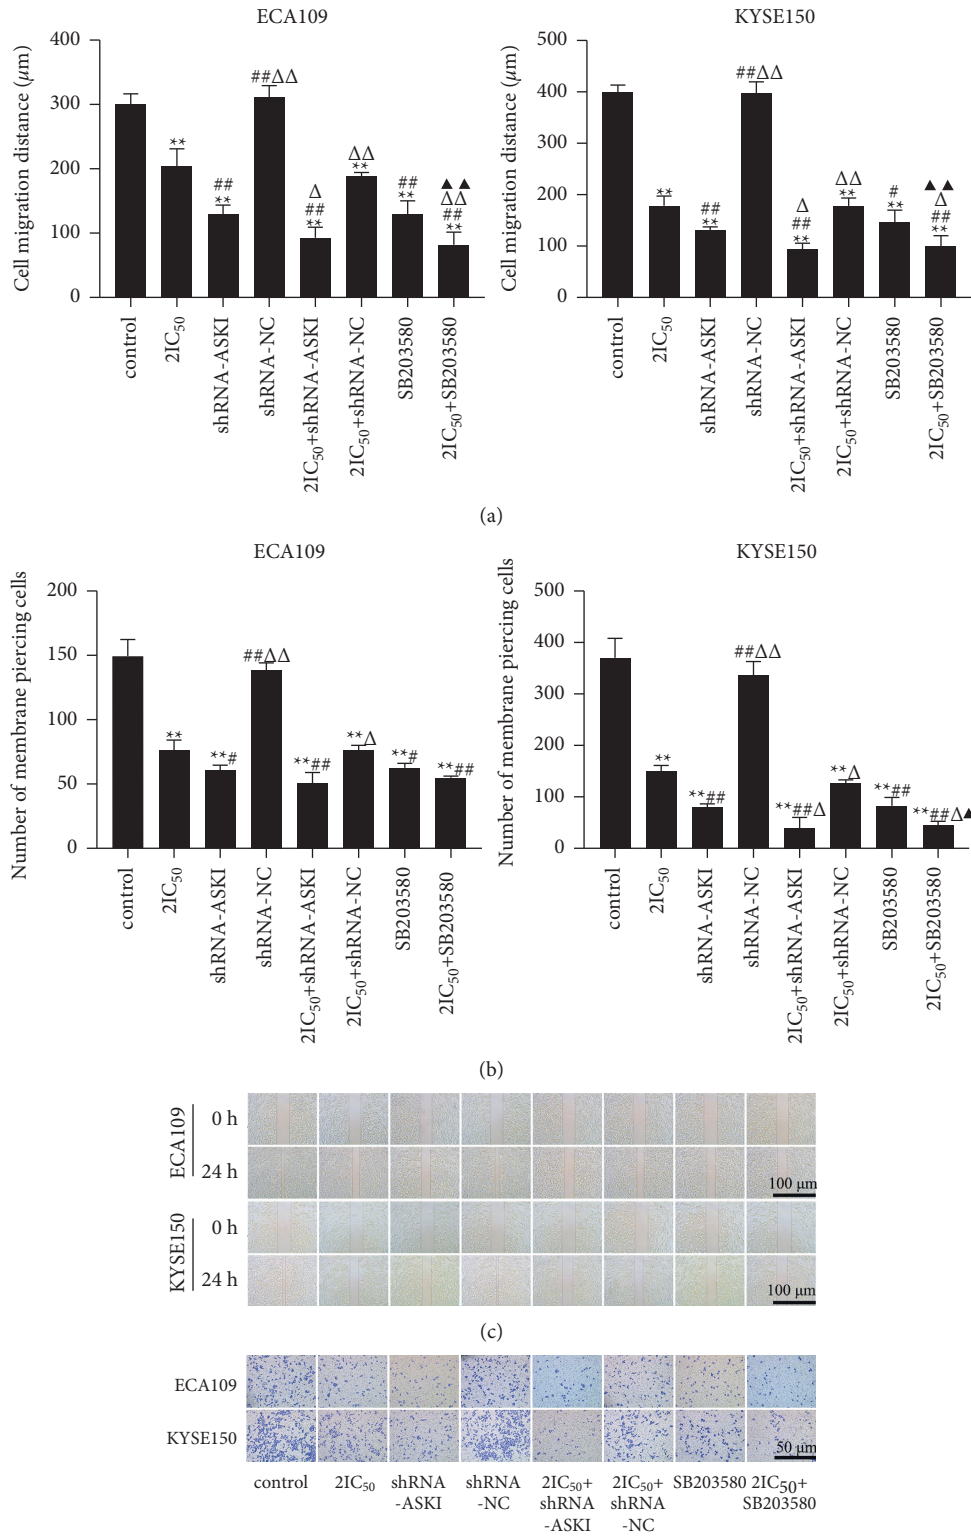 ECA109
Cell migration distance (μm)
400
300
200
100
0
**
##
**
##ΔΔ
Δ
##
**
ΔΔ
**
##
**
▲▲
ΔΔ
##
**
control
2IC50
shRNA-ASKI
shRNA-NC
2IC50+shRNA-ASKI
2IC50+shRNA-NC
SB203580
2IC50+SB203580
KYSE150
Cell migration distance (μm)
500
400
300
200
100
0
**
##
**
##ΔΔ
Δ
##
**
ΔΔ
**
#
**
▲▲
Δ
##
**
control
2IC50
shRNA-ASKI
shRNA-NC
2IC50+shRNA-ASKI
2IC50+shRNA-NC
SB203580
2IC50+SB203580
(a)
ECA109
Number of membrane piercing cells
200
150
100
50
0
**
**#
##ΔΔ
**##
**Δ
**#
**##
control
2IC50
shRNA-ASKI
shRNA-NC
2IC50+shRNA-ASKI
2IC50+shRNA-NC
SB203580
2IC50+SB203580
KYSE150
Number of membrane piercing cells
500
400
300
200
100
0
**
**##
##ΔΔ
**##Δ
**Δ
**##
**##Δ▲
control
2IC50
shRNA-ASKI
shRNA-NC
2IC50+shRNA-ASKI
2IC50+shRNA-NC
SB203580
2IC50+SB203580
(b)
ECA109
0 h
24 h
100 μm
KYSE150
0 h
24 h
100 μm
(c)
ECA109
KYSE150
50 μm
control
2IC50
shRNA
-ASKI
shRNA
-NC
2IC50+
shRNA
-ASKI
2IC50+
shRNA
-NC
SB203580
2IC50+
SB203580